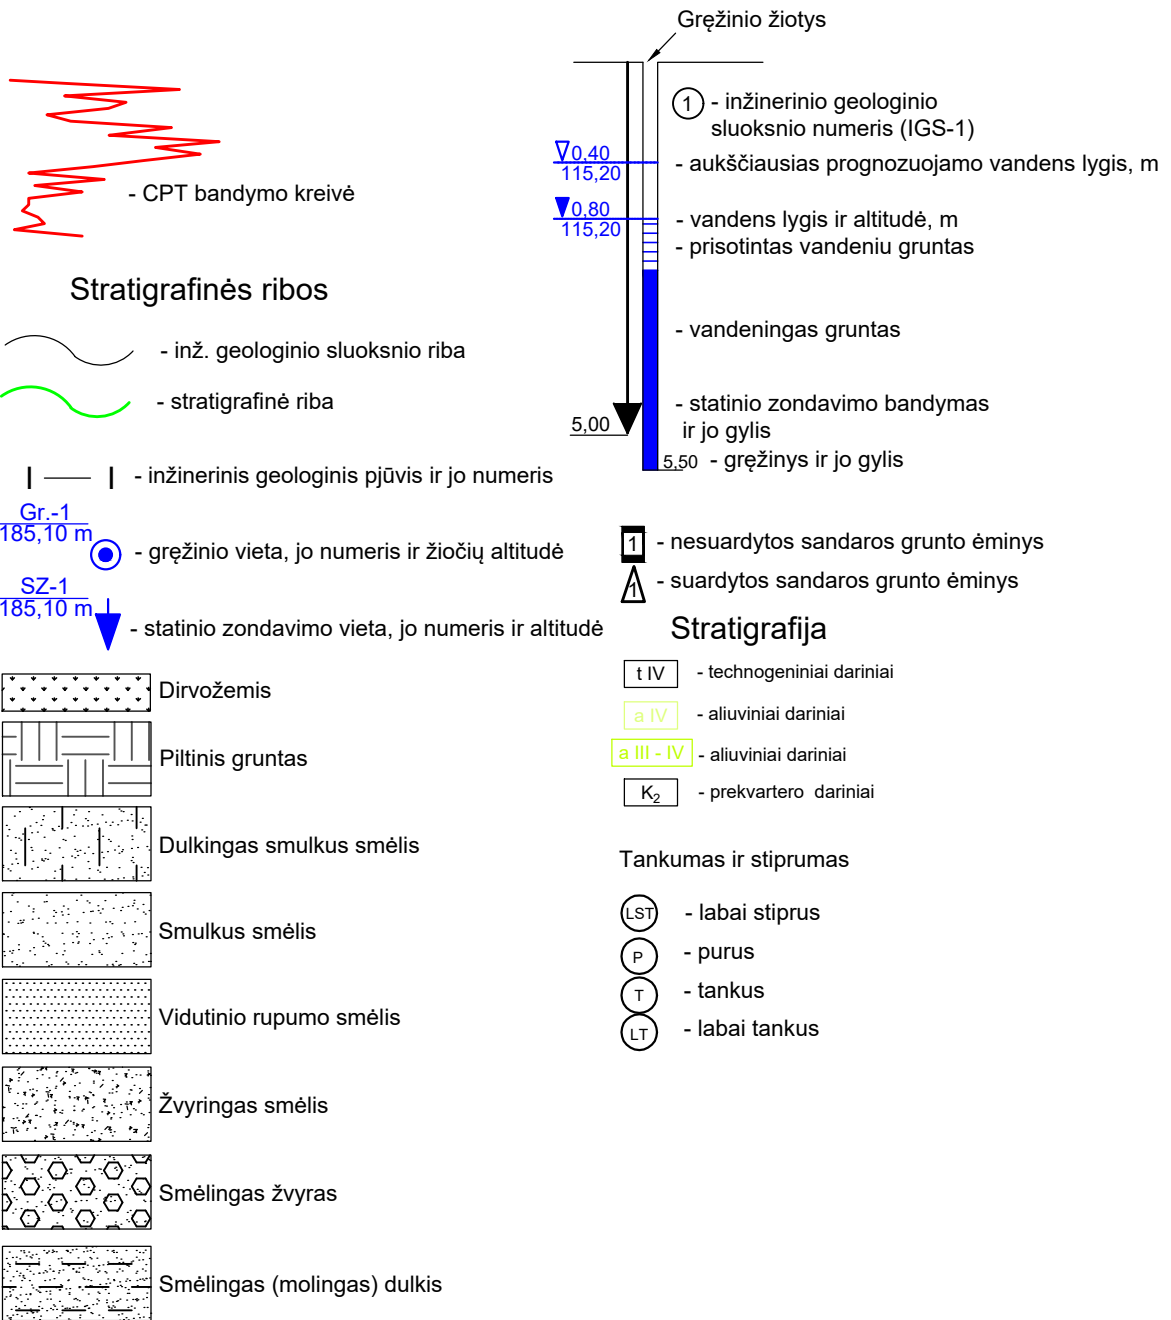 Gręžinio žiotys
1 - inžinerinio geologinio
sluoksnio numeris (IGS-1)
0,40
115,20
- aukščiausias prognozuojamo vandens lygis, m
- CPT bandymo kreivė
0,80
115,20
- vandens lygis ir altitudė, m
- prisotintas vandeniu gruntas
Stratigrafinės ribos
- vandeningas gruntas
- inž. geologinio sluoksnio riba
- stratigrafinė riba
- statinio zondavimo bandymas
ir jo gylis
5,00
5,50 - gręžinys ir jo gylis
- inžinerinis geologinis pjūvis ir jo numeris
Gr.-1
185,10 m
- gręžinio vieta, jo numeris ir žiočių altitudė
SZ-1
185,10 m
- statinio zondavimo vieta, jo numeris ir altitudė
1 - nesuardytos sandaros grunto ėminys
1 - suardytos sandaros grunto ėminys
Stratigrafija
t IV - technogeniniai dariniai
a IV - aliuviniai dariniai
a III - IV - aliuviniai dariniai
K₂ - prekvartero dariniai
Dirvožemis
Piltinis gruntas
Dulkingas smulkus smėlis
Smulkus smėlis
Vidutinio rupumo smėlis
Žvyringas smėlis
Smėlingas žvyras
Smėlingas (molingas) dulkis
Tankumas ir stiprumas
LST - labai stiprus
P - purus
T - tankus
LT - labai tankus